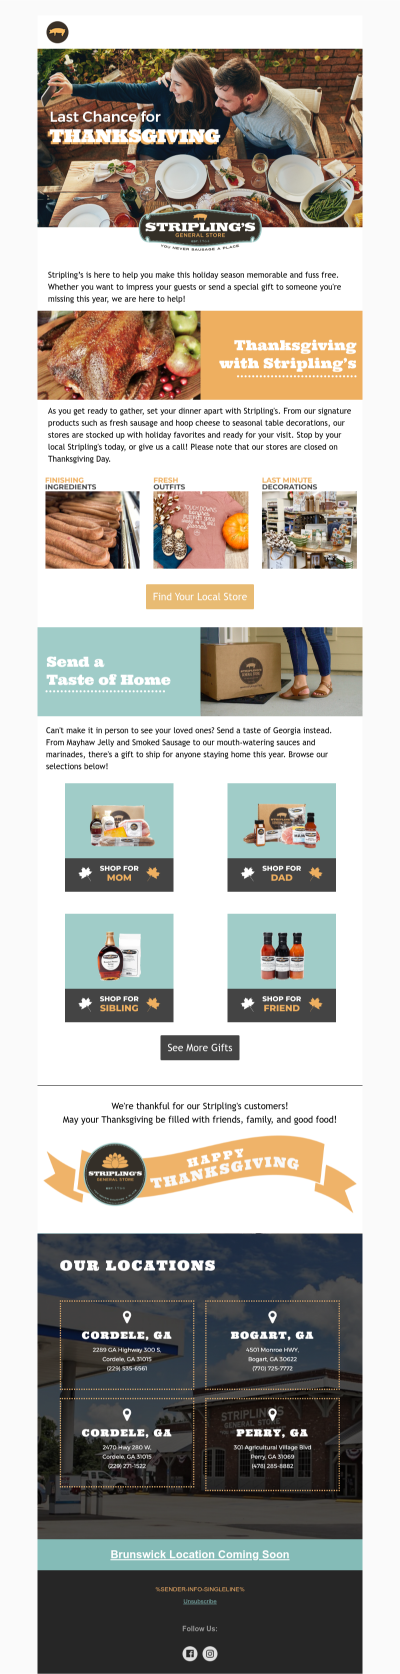 Last Chance for
THANKSGIVING
STRIPLING'S
GENERAL STORE
YOU NEVER SAUSAGE A PLACE
Stripling's is here to help you make this holiday season memorable and fuss free.
Whether you want to impress your guests or send a special gift to someone you're
missing this year, we are here to help!
Thanksgiving
with Stripling's
As you get ready to gather, set your dinner apart with Stripling's. From our signature
products such as fresh sausage and hoop cheese to seasonal table decorations, our
stores are stocked up with holiday favorites and ready for your visit. Stop by your
local Stripling's today, or give us a call! Please note that our stores are closed on
Thanksgiving Day.
FINISHING
INGREDIENTS
FRESH
OUTFITS
LAST MINUTE
DECORATIONS
Find Your Local Store
Send a
Taste of Home
Can't make it in person to see your loved ones? Send a taste of Georgia instead.
From Mayhaw Jelly and Smoked Sausage to our mouth-watering sauces and
marinades, there's a gift to ship for anyone staying home this year. Browse our
selections below!
SHOP FOR
MOM
SHOP FOR
DAD
SHOP FOR
SIBLING
SHOP FOR
FRIEND
See More Gifts
We're thankful for our Stripling's customers!
May your Thanksgiving be filled with friends, family, and good food!
STRIPLING'S
GENERAL STORE
HAPPY
THANKSGIVING
OUR LOCATIONS
CORDELE, GA
2289 GA Highway 300 S.
Cordele, GA 31015
(229) 535-6561
BOGART, GA
4501 Monroe HWY,
Bogart, GA 30622
(770) 725-7772
CORDELE, GA
2470 Hwy 280 W,
Cordele, GA 31015
(229) 271-1522
PERRY, GA
301 Agricultural Village Blvd
Perry, GA 31069
(478) 285-8882
STRIPLING'S
GENERAL STORE
Brunswick Location Coming Soon
%SENDER-INFO-SINGLELINE%
Unsubscribe
Follow Us: